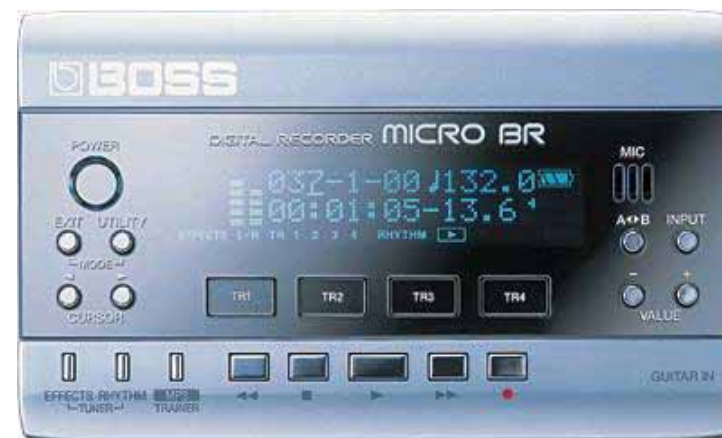 BOSS
DIGITAL RECORDER MICRO BR
POWER
MIC
037-1-00 ♩132.0
00:01:05-13.6
EFFECTS L/R TR 1 2 3 4 RHYTHM
EXIT UTILITY
A↔B INPUT
MODE
CURSOR
TR1 TR2 TR3 TR4
- +
VALUE
EFFECTS RHYTHM MP3
TUNER TRAINER
GUITAR IN